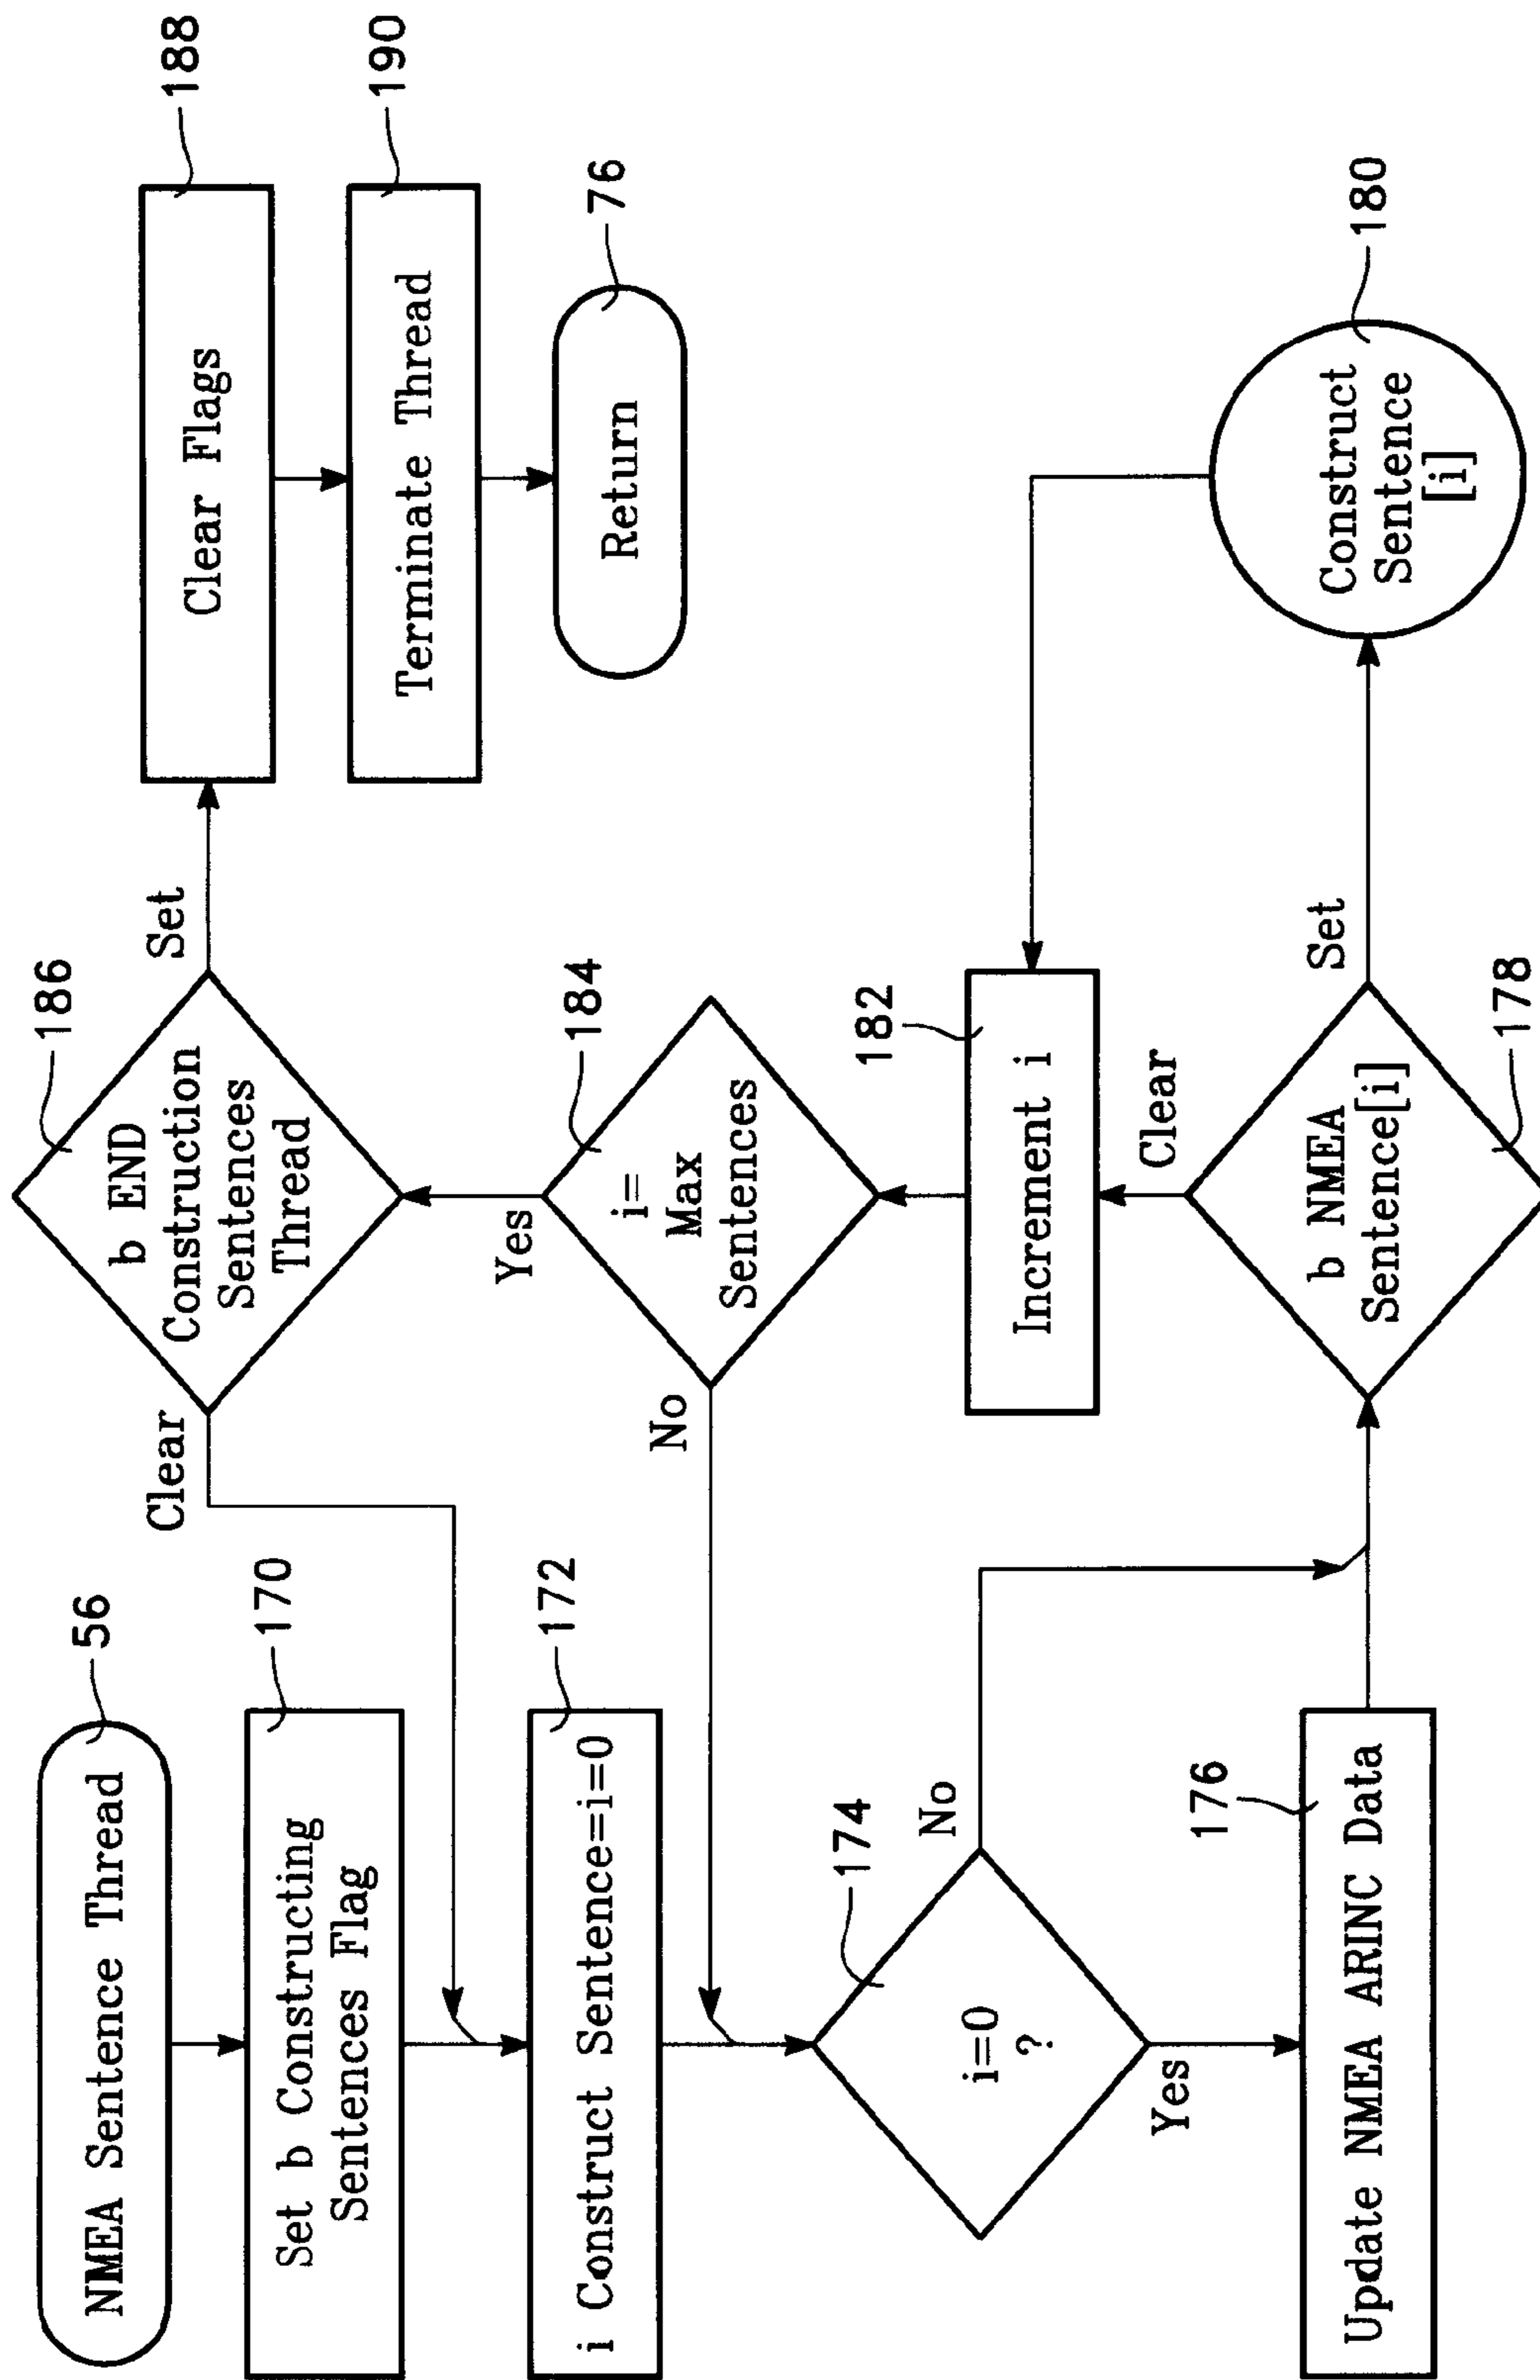 NMEA Sentence Thread
56
Set b Constructing
Sentences Flag
170
i Construct Sentence=i=0
172
i=0
?
174
No
Yes
Update NMEA ARINC Data
176
b END
Construction
Sentences
Thread
186
Clear
Set
i=
Max
Sentences
184
Yes
No
Increment i
182
Clear
b NMEA
Sentence[i]
178
Set
Construct
Sentence
[i]
180
Clear Flags
188
Terminate Thread
190
Return
76